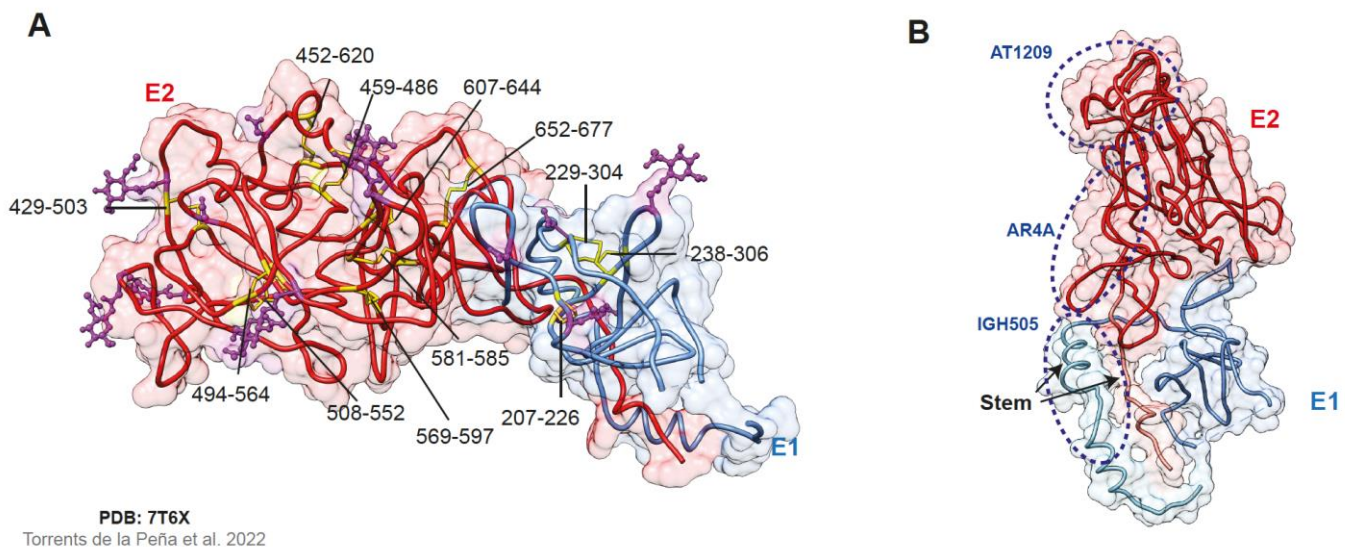 A
B
452-620
AT1209
E2
459-486
607-644
652-677
E2
229-304
429-503
AR4A
238-306
IGH505
581-585
Stem
494-564
508-552
207-226
E1
569-597
E1
PDB: 7T6X
Torrents de la Peña et al. 2022